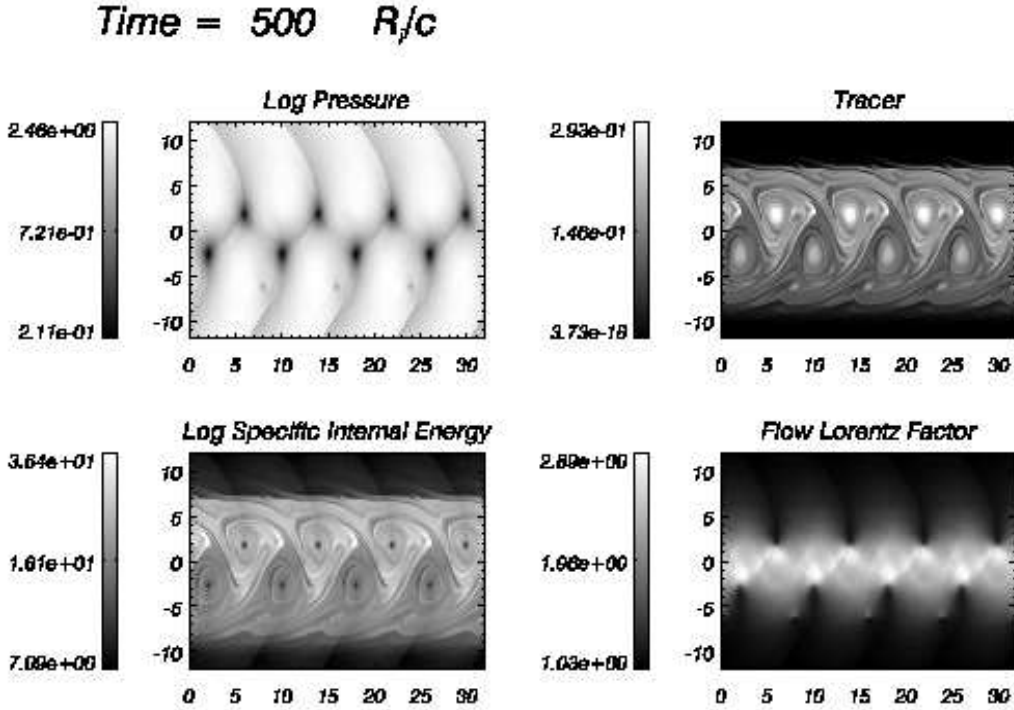 Time = 500 Rj/c
Log Pressure
2.46e+00
7.21e-01
2.11e-01
10
5
0
-5
-10
0 5 10 15 20 25 30
Tracer
2.93e-01
1.46e-01
3.73e-16
10
5
0
-5
-10
0 5 10 15 20 25 30
Log Specific Internal Energy
3.64e+01
1.61e+01
7.09e+00
10
5
0
-5
-10
0 5 10 15 20 25 30
Flow Lorentz Factor
2.89e+00
1.96e+00
1.03e+00
10
5
0
-5
-10
0 5 10 15 20 25 30